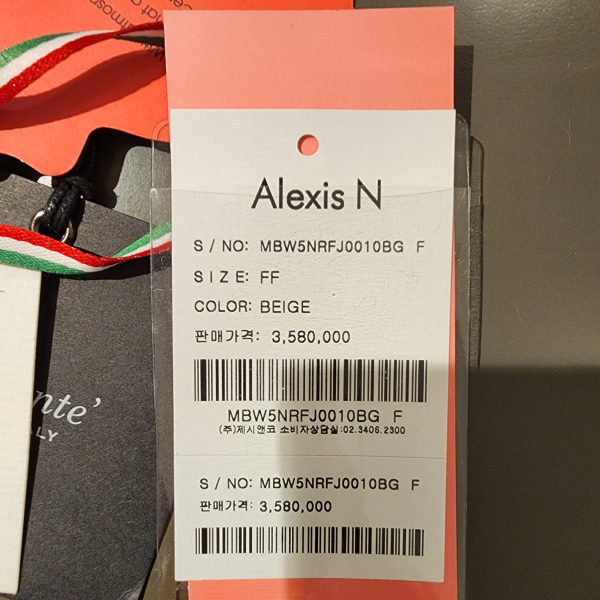 Alexis N
S / NO: MBW5NRFJ0010BG F
SIZE: FF
COLOR: BEIGE
판매가격: 3,580,000
MBW5NRFJ0010BG F
(주)제시앤코 소비자상담실:02.3406.2300
S / NO: MBW5NRFJ0010BG F
판매가격: 3,580,000